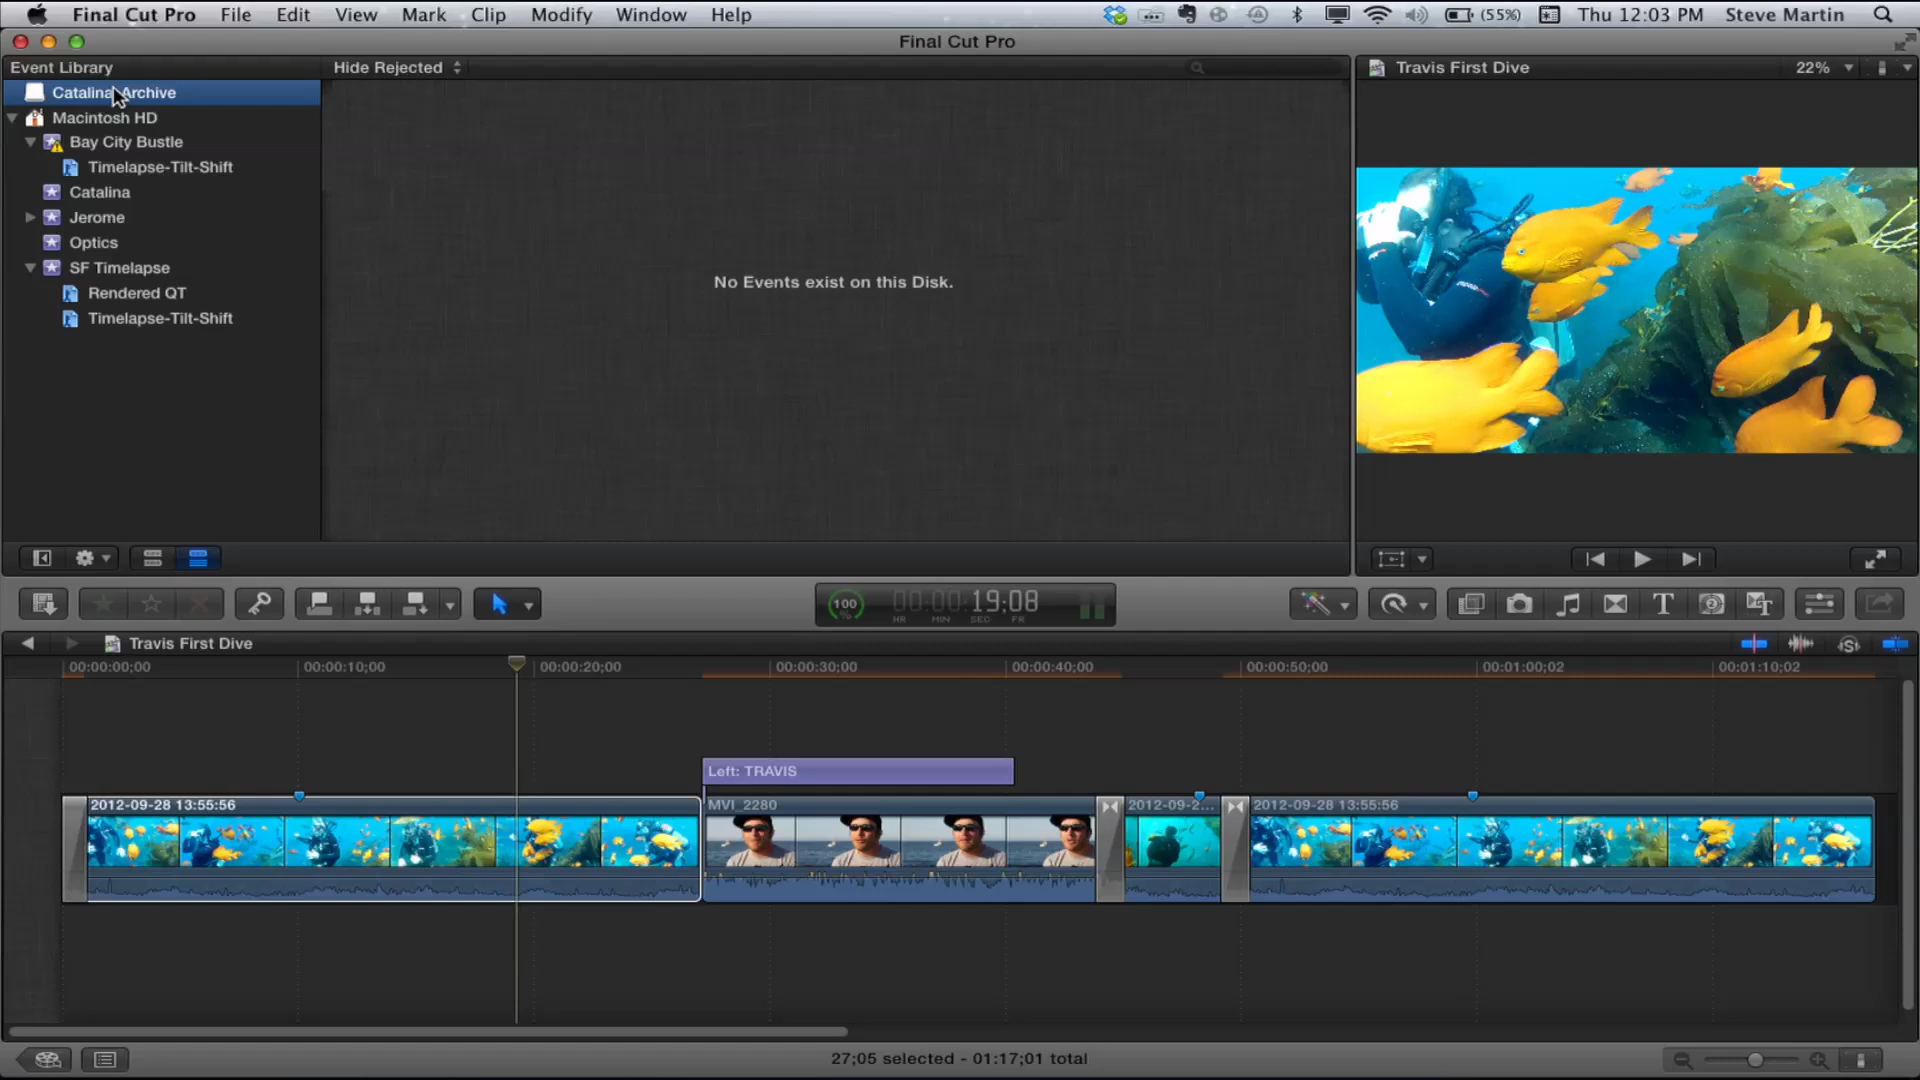 Final Cut Pro File Edit View Mark Clip Modify Window Help (55%) Thu 12:03 PM Steve Martin
Final Cut Pro
Event Library
Hide Rejected
Travis First Dive
22%
Catalina Archive
Macintosh HD
Bay City Bustle
Timelapse-Tilt-Shift
Catalina
Jerome
Optics
SF Timelapse
Rendered QT
Timelapse-Tilt-Shift
No Events exist on this Disk.
100
%
00:00:19:08
HR MIN SEC FR
Travis First Dive
00:00:00;00 00:00:10;00 00:00:20;00 00:00:30;00 00:00:40;00 00:00:50;00 00:01:00;02 00:01:10;02
Left: TRAVIS
2012-09-28 13:55:56
MVI_2280
2012-09-2...
2012-09-28 13:55:56
27;05 selected - 01:17;01 total